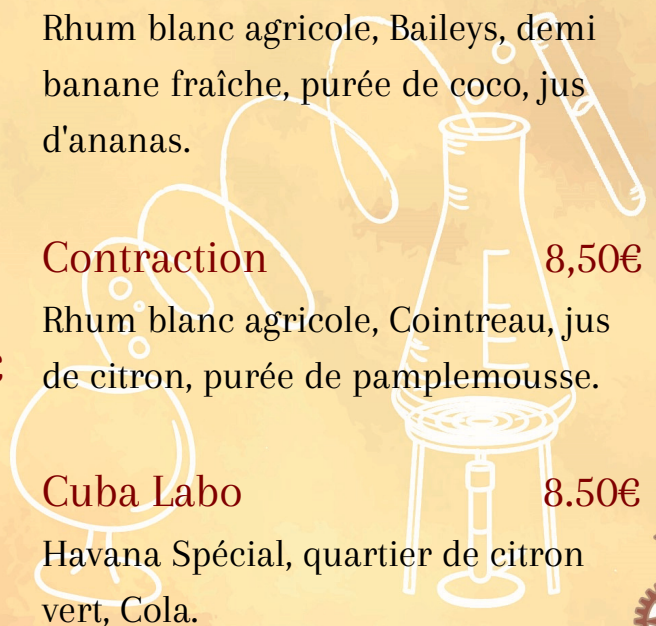 Rhum blanc agricole, Baileys, demi
banane fraîche, purée de coco, jus
d'ananas.
Contraction 8,50€
Rhum blanc agricole, Cointreau, jus
de citron, purée de pamplemousse.
Cuba Labo 8.50€
Havana Spécial, quartier de citron
vert, Cola.